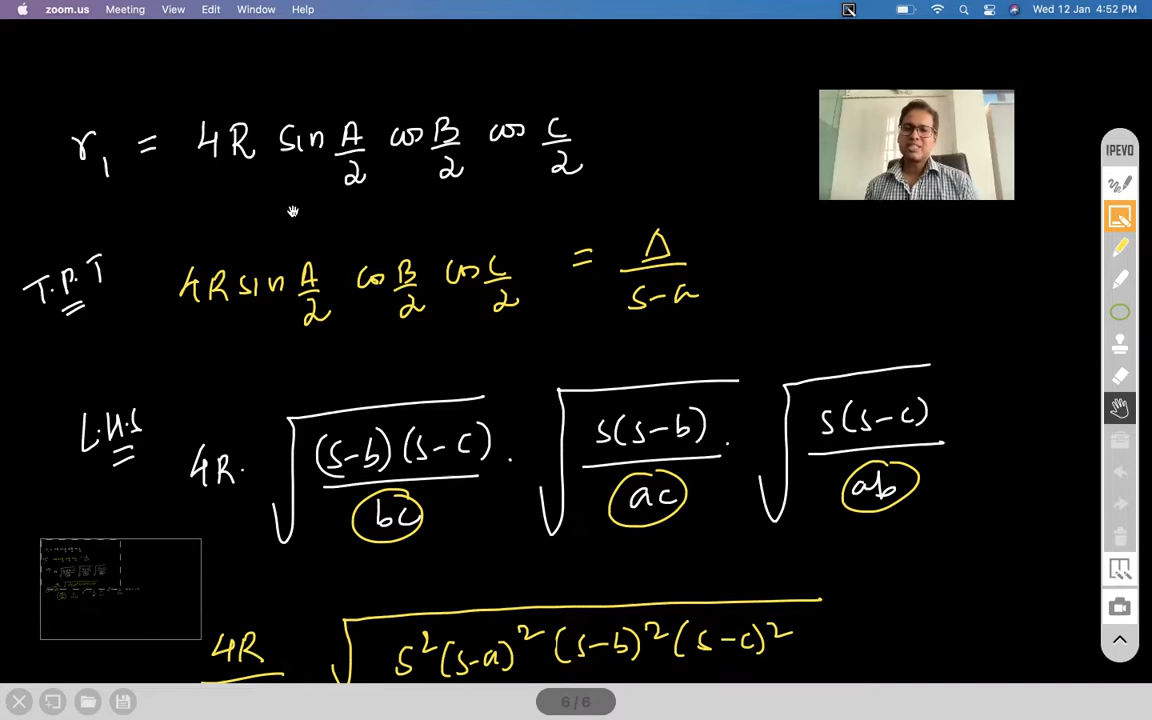 zoom.us Meeting View Edit Window Help Wed 12 Jan 4:52 PM
r₁ = 4R sin A/2 cos B/2 cos C/2
IPEVO
T.P.T 4R sin A/2 cos B/2 cos C/2 = Δ/(s-a)
L.H.S 4R. √((s-b)(s-c)/bc) . √(s(s-b)/ac) . √(s(s-c)/ab)
4R √(s²(s-a)²(s-b)²(s-c)²
6/6